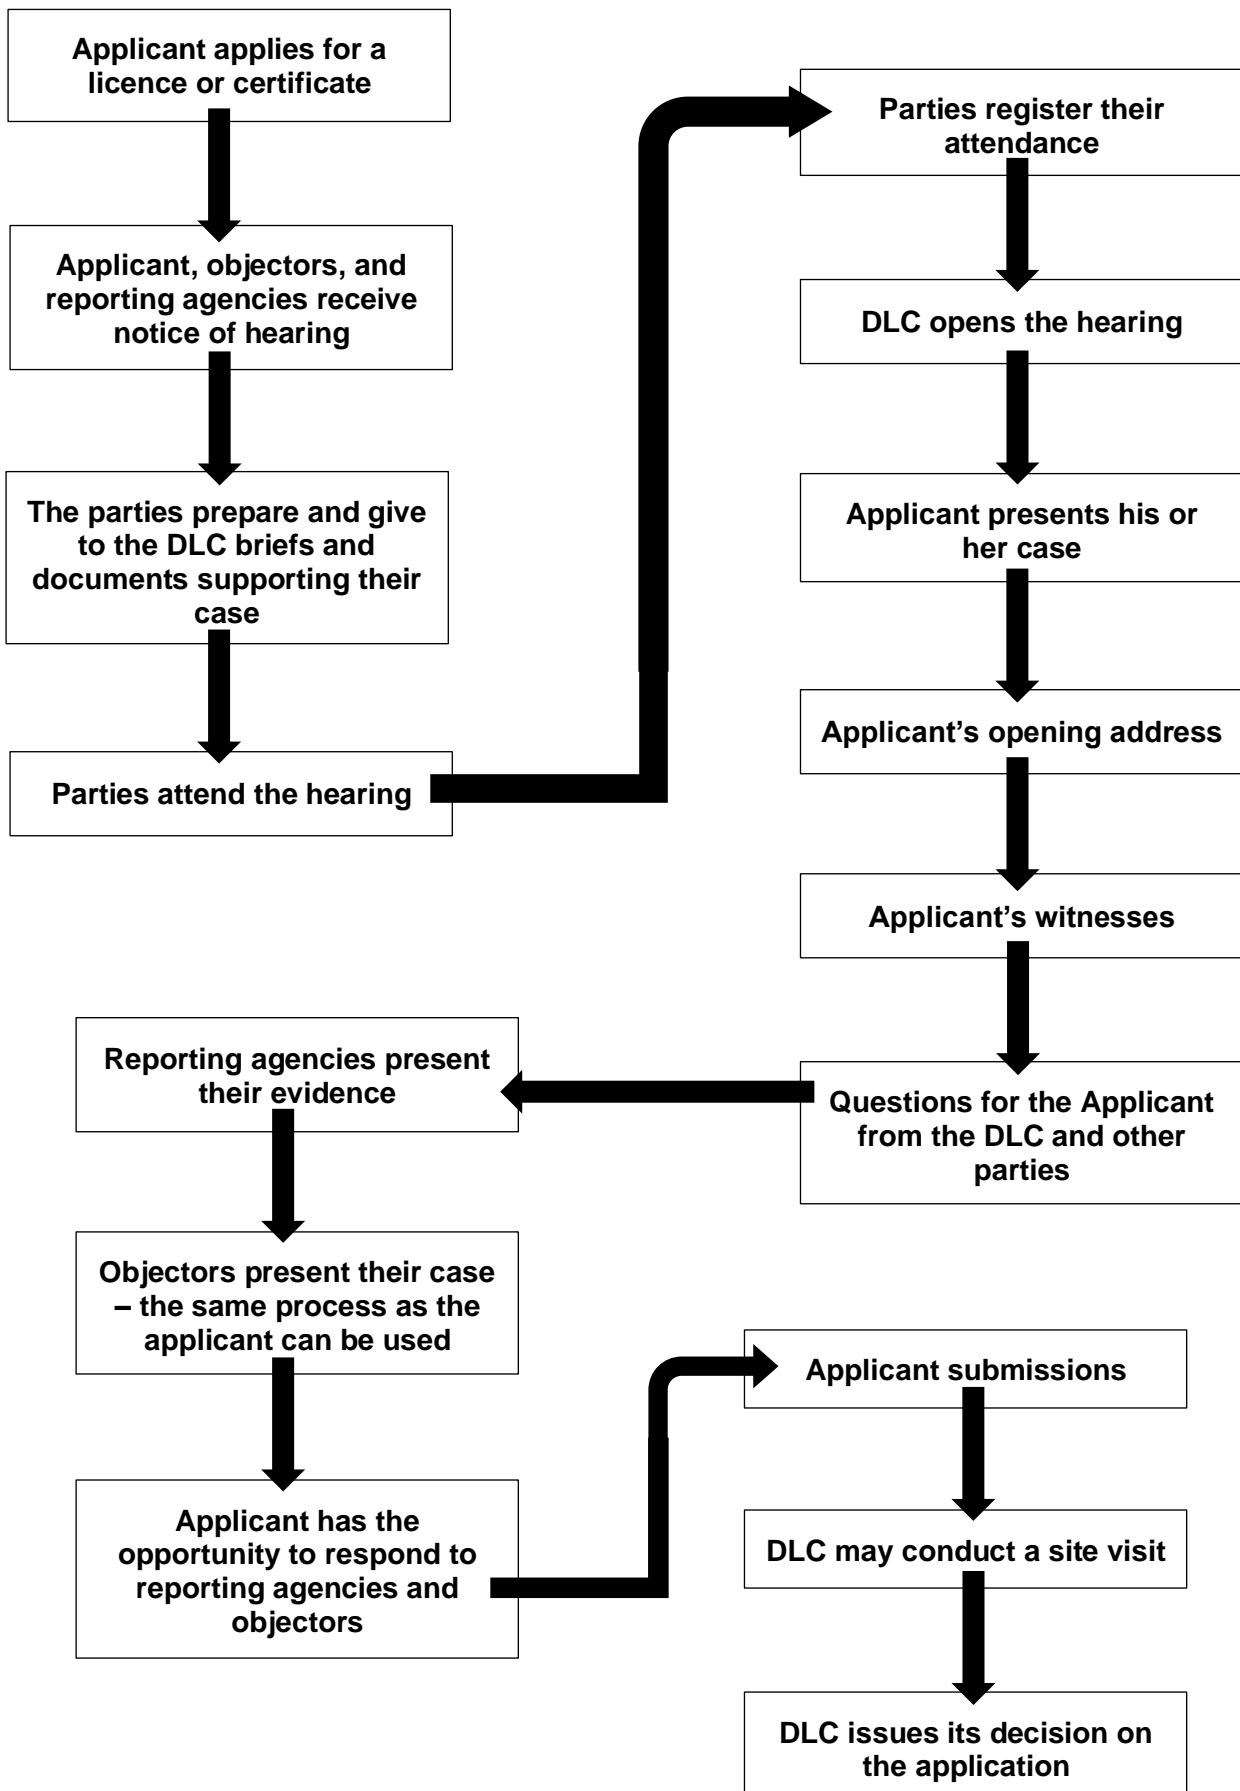 Applicant applies for a
licence or certificate
Applicant, objectors, and
reporting agencies receive
notice of hearing
The parties prepare and give
to the DLC briefs and
documents supporting their
case
Parties attend the hearing
Parties register their
attendance
DLC opens the hearing
Applicant presents his or
her case
Applicant’s opening address
Applicant’s witnesses
Questions for the Applicant
from the DLC and other
parties
Reporting agencies present
their evidence
Objectors present their case
– the same process as the
applicant can be used
Applicant has the
opportunity to respond to
reporting agencies and
objectors
Applicant submissions
DLC may conduct a site visit
DLC issues its decision on
the application